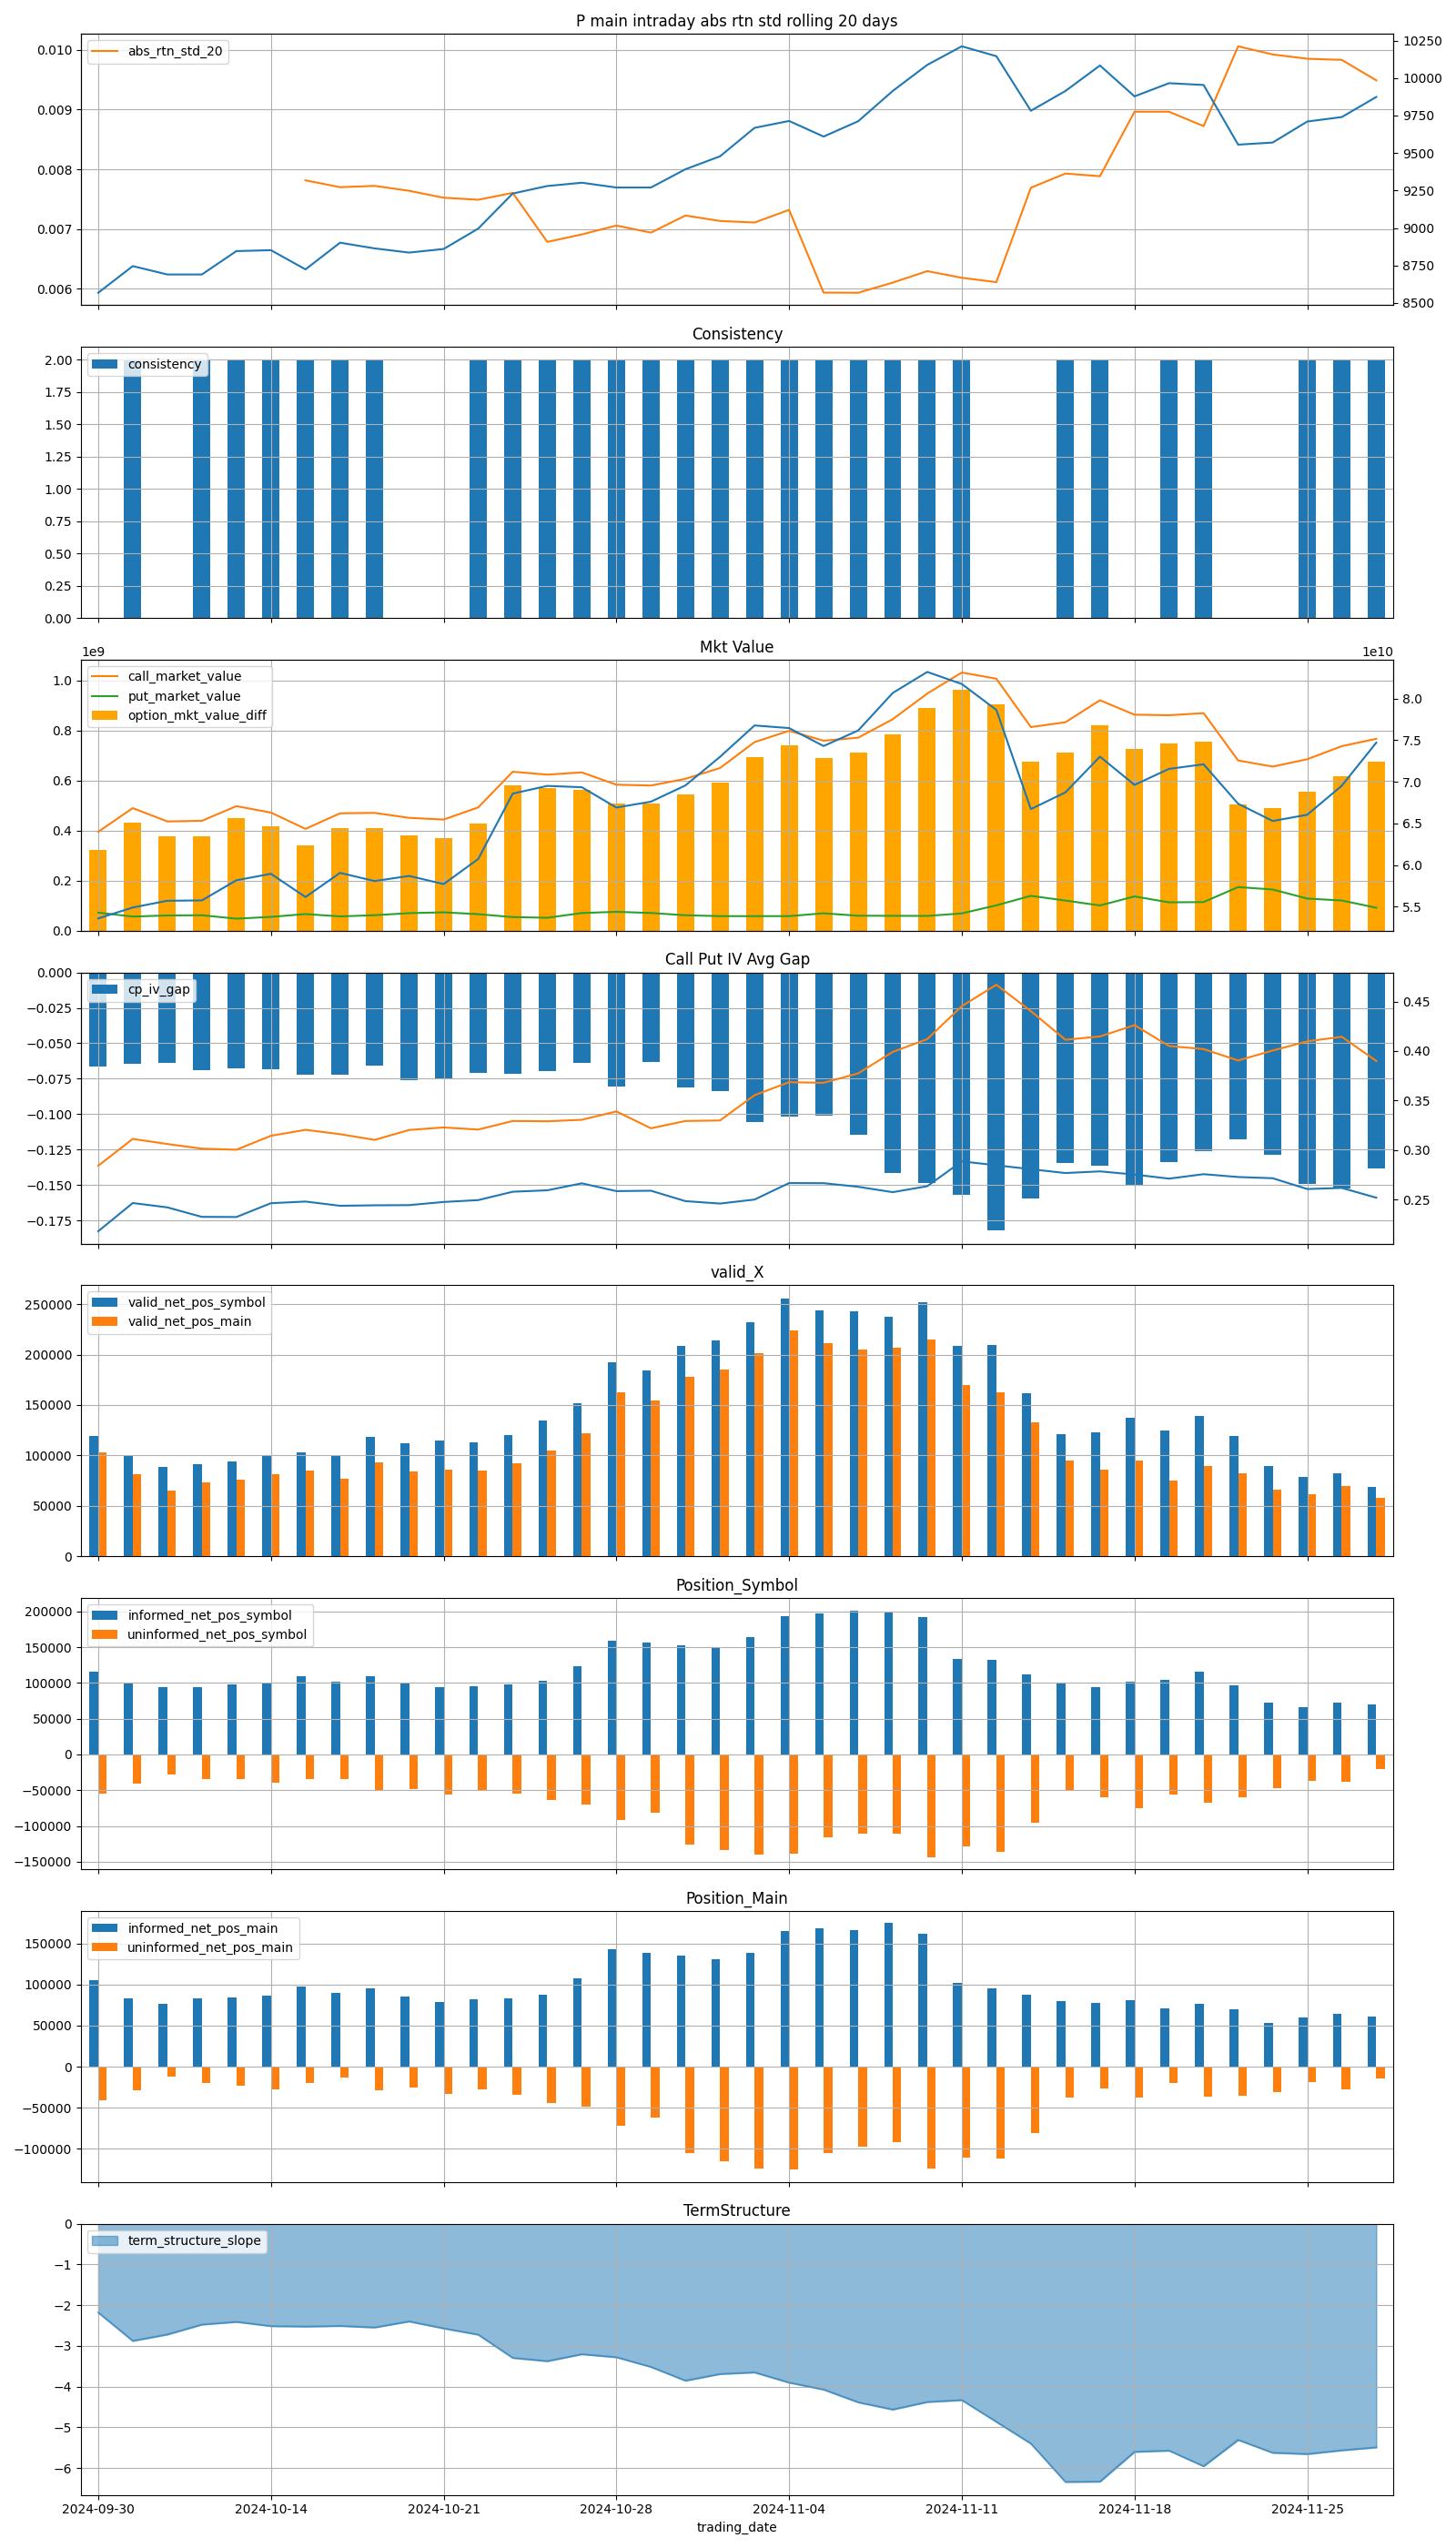 P main intraday abs rtn std rolling 20 days
abs_rtn_std_20
0.010
0.009
0.008
0.007
0.006
10250
10000
9750
9500
9250
9000
8750
8500
Consistency
consistency
2.00
1.75
1.50
1.25
1.00
0.75
0.50
0.25
0.00
Mkt Value
1e9
1e10
call_market_value
put_market_value
option_mkt_value_diff
1.0
0.8
0.6
0.4
0.2
0.0
8.0
7.5
7.0
6.5
6.0
5.5
Call Put IV Avg Gap
cp_iv_gap
0.000
−0.025
−0.050
−0.075
−0.100
−0.125
−0.150
−0.175
0.45
0.40
0.35
0.30
0.25
valid_X
valid_net_pos_symbol
valid_net_pos_main
250000
200000
150000
100000
50000
0
Position_Symbol
informed_net_pos_symbol
uninformed_net_pos_symbol
200000
150000
100000
50000
0
−50000
−100000
−150000
Position_Main
informed_net_pos_main
uninformed_net_pos_main
150000
100000
50000
0
−50000
−100000
TermStructure
term_structure_slope
0
−1
−2
−3
−4
−5
−6
2024-09-30 2024-10-14 2024-10-21 2024-10-28 2024-11-04 2024-11-11 2024-11-18 2024-11-25
trading_date